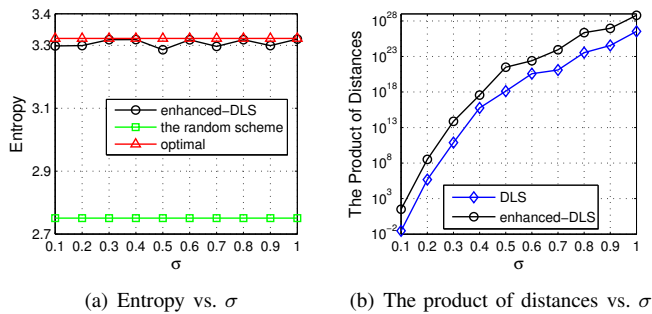 3.3
3.3
3.1
2.9
2.7
0.1 0.2 0.3 0.4 0.5 0.6 0.7 0.8 0.9 1
Entropy
σ
enhanced-DLS
the random scheme
optimal
(a) Entropy vs. σ
10^28
10^23
10^18
10^13
10^8
10^3
10^−2
0.1 0.2 0.3 0.4 0.5 0.6 0.7 0.8 0.9 1
The Product of Distances
σ
DLS
enhanced-DLS
(b) The product of distances vs. σ